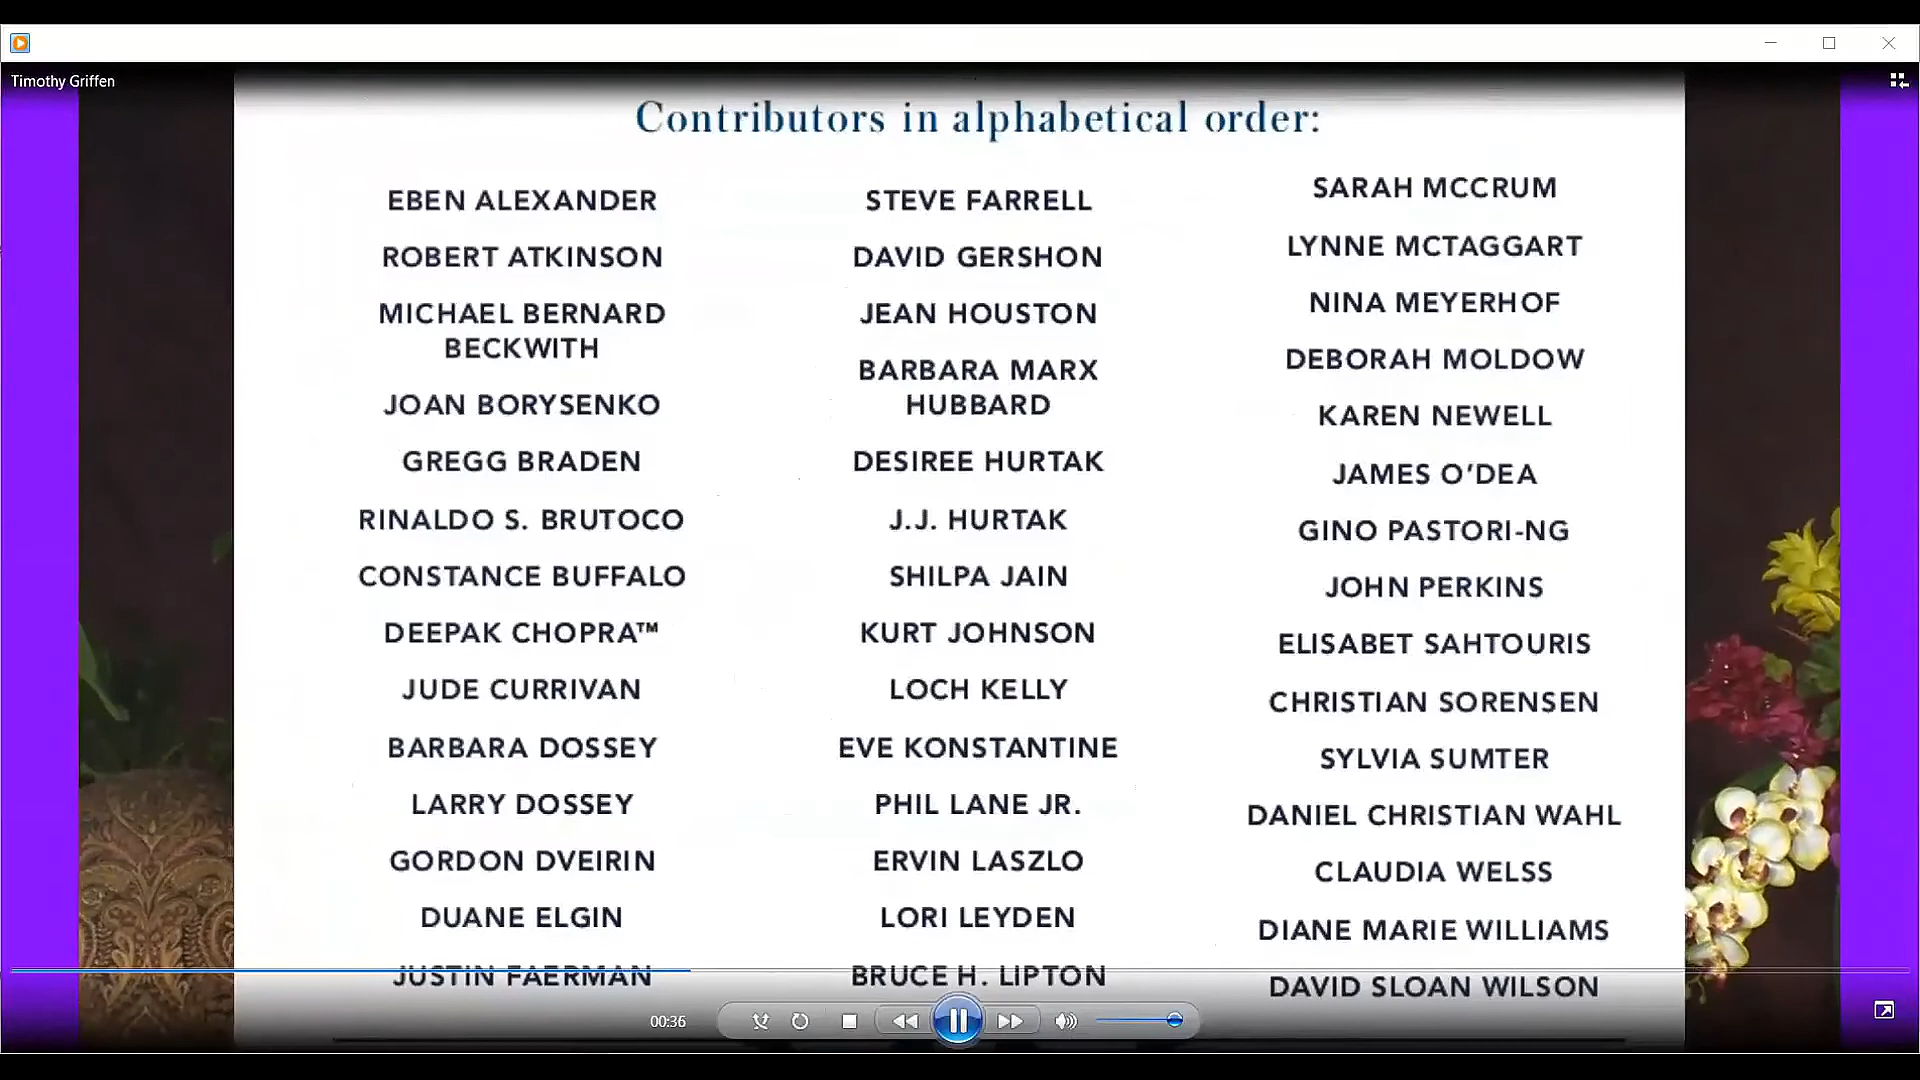 Timothy Griffen
Contributors in alphabetical order:
EBEN ALEXANDER
ROBERT ATKINSON
MICHAEL BERNARD
BECKWITH
JOAN BORYSENKO
GREGG BRADEN
RINALDO S. BRUTOCO
CONSTANCE BUFFALO
DEEPAK CHOPRA™
JUDE CURRIVAN
BARBARA DOSSEY
LARRY DOSSEY
GORDON DVEIRIN
DUANE ELGIN
JUSTIN FAERMAN
STEVE FARRELL
DAVID GERSHON
JEAN HOUSTON
BARBARA MARX
HUBBARD
DESIREE HURTAK
J.J. HURTAK
SHILPA JAIN
KURT JOHNSON
LOCH KELLY
EVE KONSTANTINE
PHIL LANE JR.
ERVIN LASZLO
LORI LEYDEN
BRUCE H. LIPTON
SARAH MCCRUM
LYNNE MCTAGGART
NINA MEYERHOF
DEBORAH MOLDOW
KAREN NEWELL
JAMES O’DEA
GINO PASTORI-NG
JOHN PERKINS
ELISABET SAHTOURIS
CHRISTIAN SORENSEN
SYLVIA SUMTER
DANIEL CHRISTIAN WAHL
CLAUDIA WELSS
DIANE MARIE WILLIAMS
DAVID SLOAN WILSON
00:36